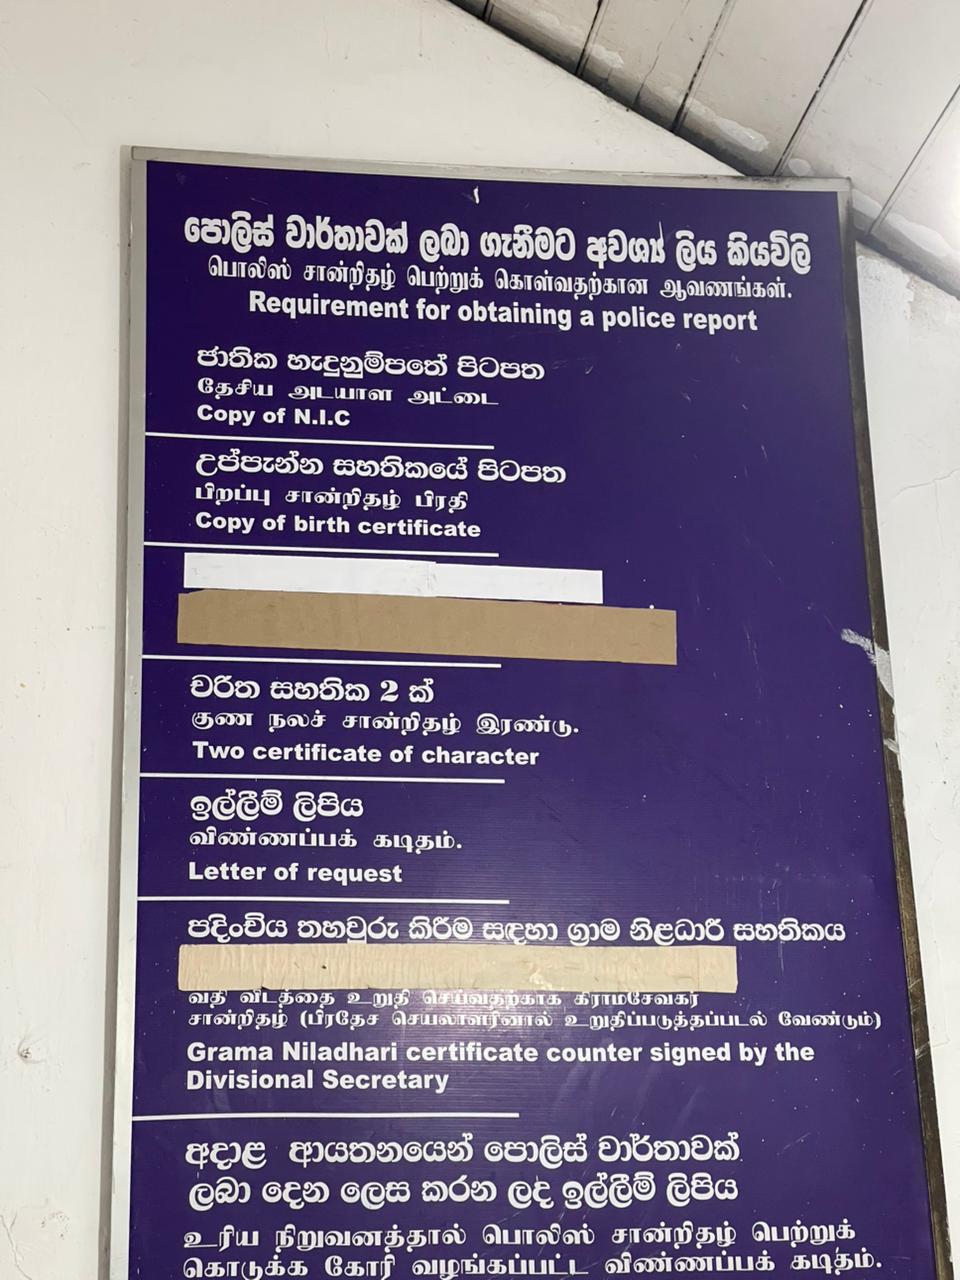 පොලිස් වාර්තාවක් ලබා ගැනීමට අවශ්‍ය ලිය කියවිලි
பொலிஸ் சான்றிதழ் பெற்றுக் கொள்வதற்கான ஆவணங்கள்.
Requirement for obtaining a police report
ජාතික හැඳුනුම්පතේ පිටපත
தேசிய அடயாள அட்டை
Copy of N.I.C
උප්පැන්න සහතිකයේ පිටපත
பிறப்பு சான்றிதழ் பிரதி
Copy of birth certificate
චරිත සහතික 2 ක්
குண நலச் சான்றிதழ் இரண்டு.
Two certificate of character
ඉල්ලීම් ලිපිය
விண்ணப்பக் கடிதம்.
Letter of request
පදිංචිය තහවුරු කිරීම සඳහා ග්‍රාම නිළධාරී සහතිකය
வதி விடத்தை உறுதி செய்வதற்காக கிராமசேவகர்
சான்றிதழ் (பிரதேச செயலாளரினால் உறுதிப்படுத்தப்படல் வேண்டும்)
Grama Niladhari certificate counter signed by the
Divisional Secretary
අදාළ ආයතනයෙන් පොලිස් වාර්තාවක්
ලබා දෙන ලෙස කරන ලද ඉල්ලීම් ලිපිය
உரிய நிறுவனத்தால் பொலிஸ் சான்றிதழ் பெற்றுக்
கொடுக்க கோரி வழங்கப்பட்ட விண்ணப்பக் கடிதம்.